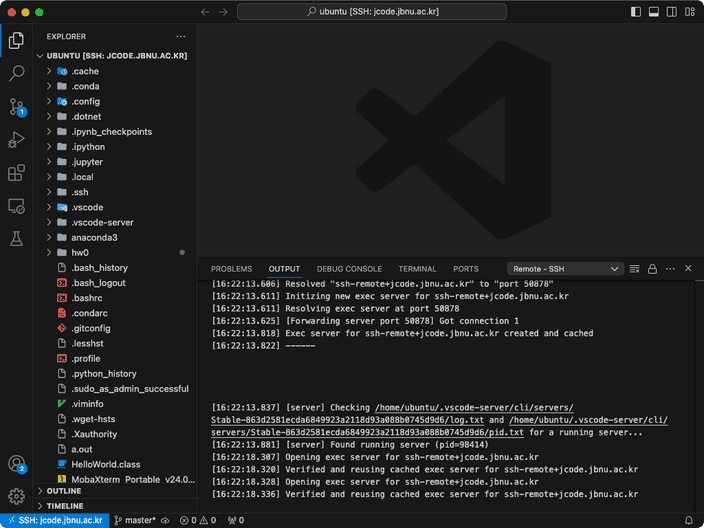 ubuntu [SSH: jcode.jbnu.ac.kr]
EXPLORER
UBUNTU [SSH: JCODE.JBNU.AC.KR]
.cache
.conda
.config
.dotnet
.ipynb_checkpoints
.ipython
.jupyter
.local
.ssh
.vscode
.vscode-server
anaconda3
hw0
.bash_history
.bash_logout
.bashrc
.condarc
.gitconfig
.lesshst
.profile
.python_history
.sudo_as_admin_successful
.viminfo
.wget-hsts
.Xauthority
a.out
HelloWorld.class
MobaXterm_Portable_v24.0...
OUTLINE
TIMELINE
1
2
PROBLEMS OUTPUT DEBUG CONSOLE TERMINAL PORTS Remote - SSH
[16:22:13.606] Resolved "ssh-remote+jcode.jbnu.ac.kr" to "port 50878"
[16:22:13.611] Initizing new exec server for ssh-remote+jcode.jbnu.ac.kr
[16:22:13.611] Resolving exec server at port 50878
[16:22:13.625] [Forwarding server port 50878] Got connection 1
[16:22:13.818] Exec server for ssh-remote+jcode.jbnu.ac.kr created and cached
[16:22:13.822] ------
[16:22:13.837] [server] Checking /home/ubuntu/.vscode-server/cli/servers/
Stable-863d2581ecda6849923a2118d93a088b0745d9d6/log.txt and /home/ubuntu/.vscode-server/cli/
servers/Stable-863d2581ecda6849923a2118d93a088b0745d9d6/pid.txt for a running server...
[16:22:13.881] [server] Found running server (pid=98414)
[16:22:18.307] Opening exec server for ssh-remote+jcode.jbnu.ac.kr
[16:22:18.320] Verified and reusing cached exec server for ssh-remote+jcode.jbnu.ac.kr
[16:22:18.328] Opening exec server for ssh-remote+jcode.jbnu.ac.kr
[16:22:18.336] Verified and reusing cached exec server for ssh-remote+jcode.jbnu.ac.kr
SSH: jcode.jbnu.ac.kr master* 0 0 0